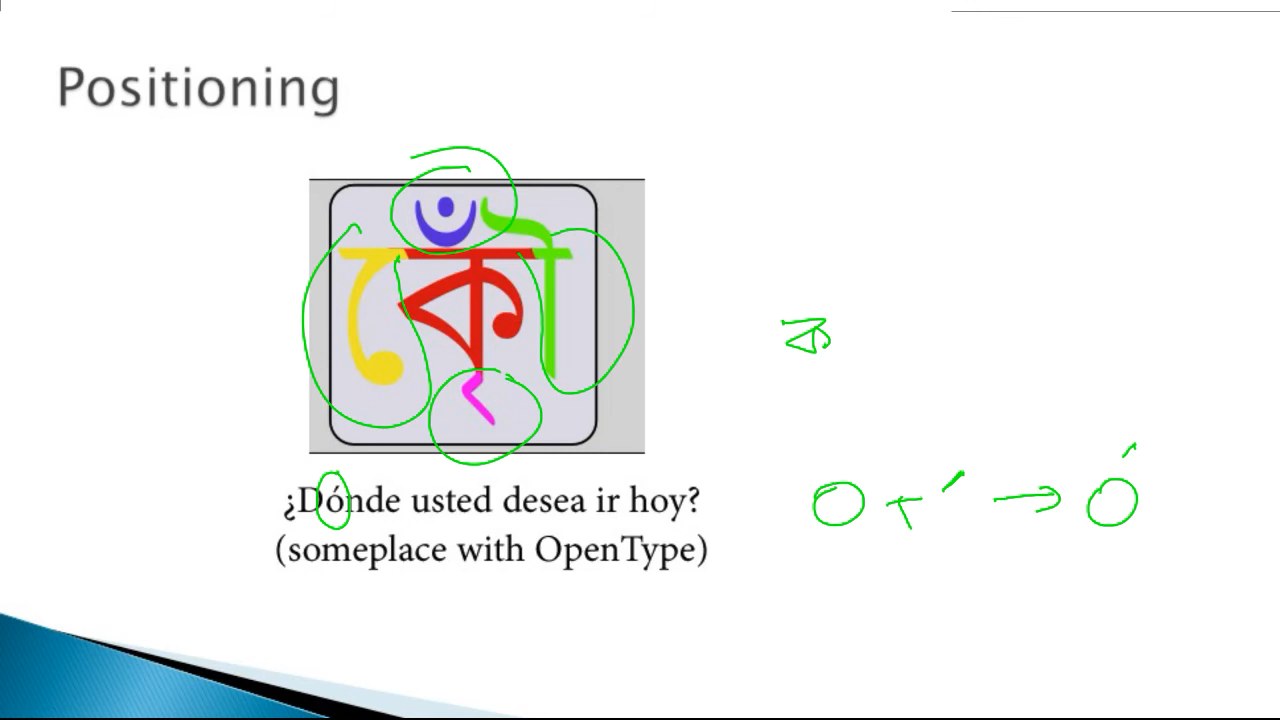 Positioning
কৌঁ
¿Dónde usted desea ir hoy?
(someplace with OpenType)
ক
O + ´ → Ó